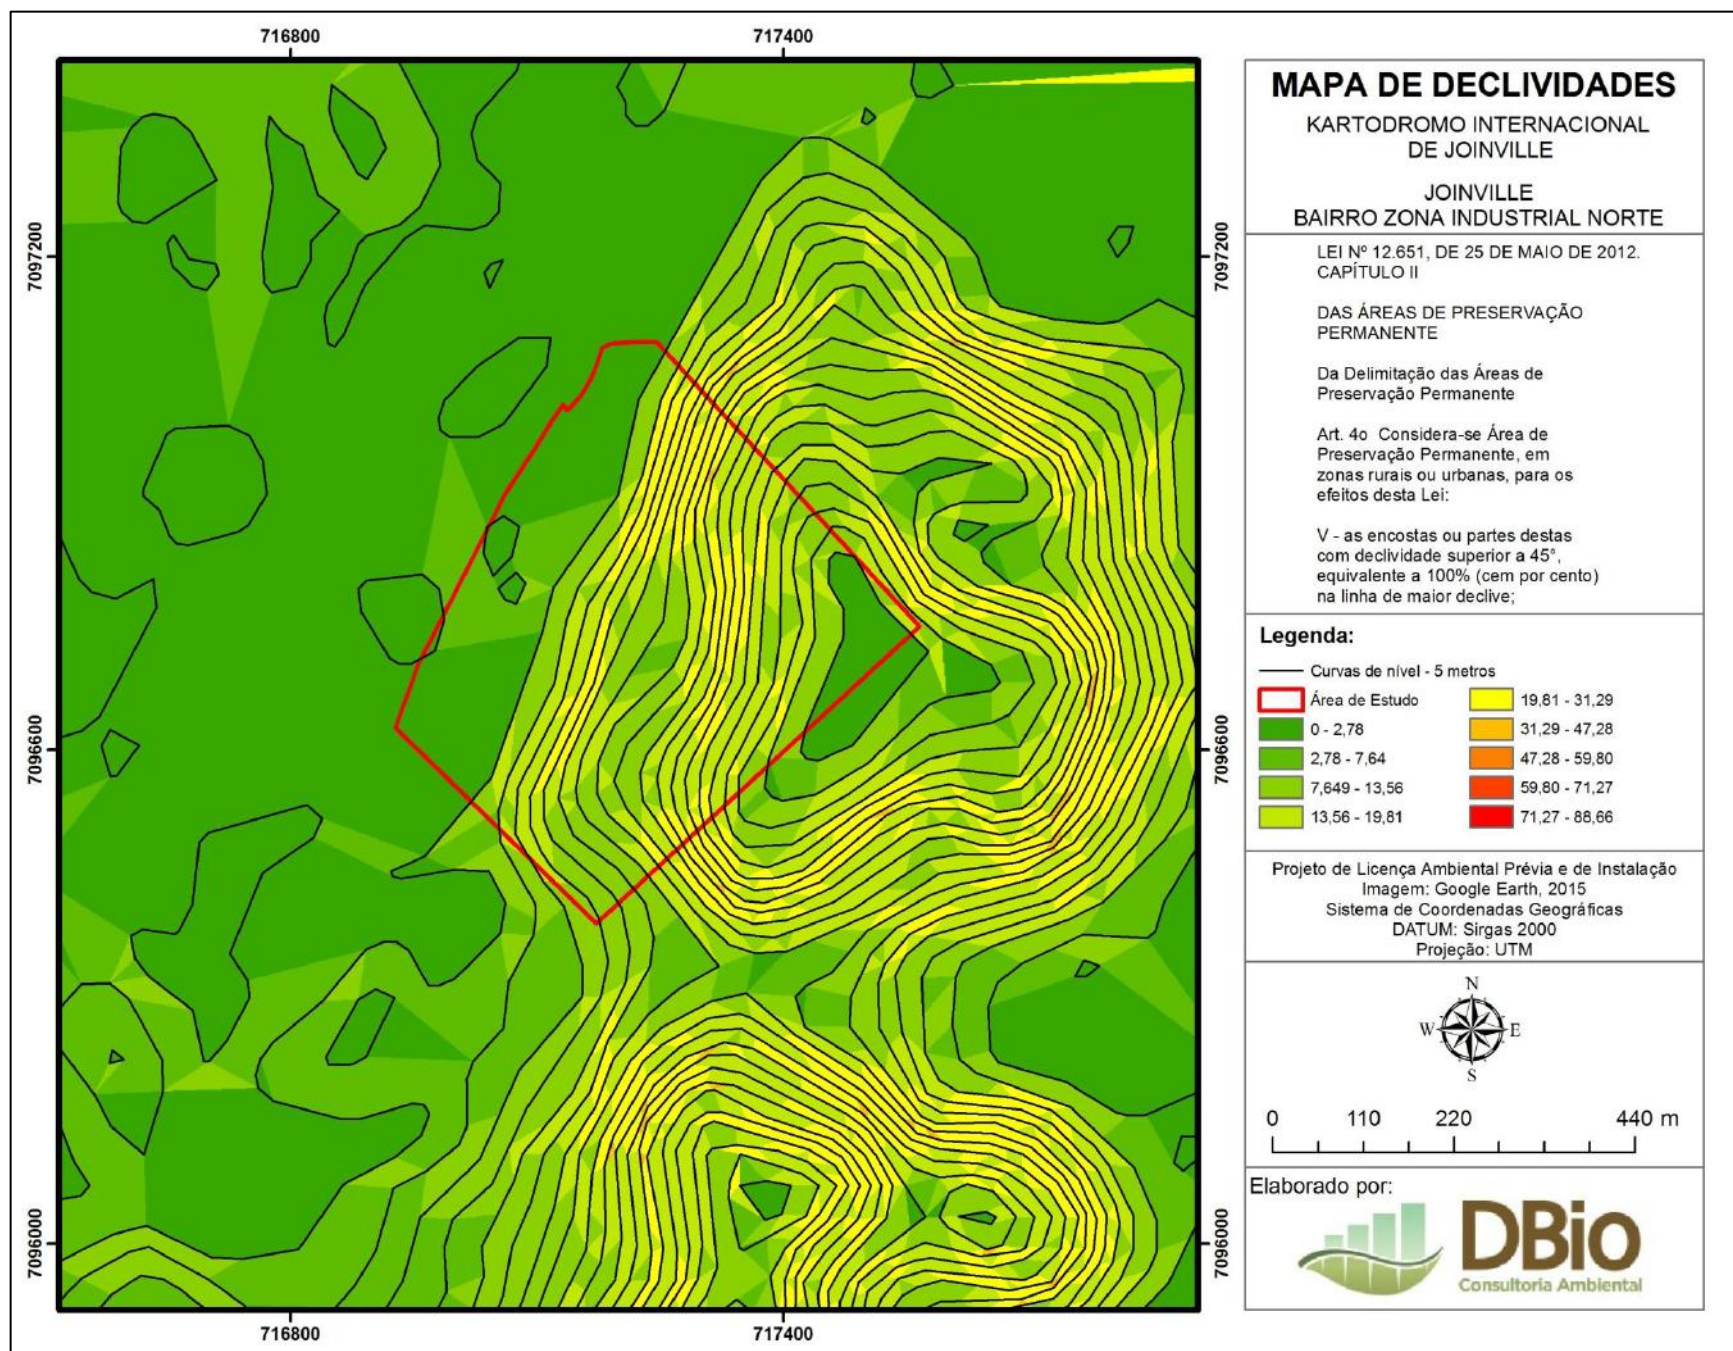 716800
717400
7097200
7097200
7096600
7096600
7096000
7096000
716800
717400
MAPA DE DECLIVIDADES
KARTODROMO INTERNACIONAL
DE JOINVILLE
JOINVILLE
BAIRRO ZONA INDUSTRIAL NORTE
LEI Nº 12.651, DE 25 DE MAIO DE 2012.
CAPÍTULO II
DAS ÁREAS DE PRESERVAÇÃO
PERMANENTE
Da Delimitação das Áreas de
Preservação Permanente
Art. 4o Considera-se Área de
Preservação Permanente, em
zonas rurais ou urbanas, para os
efeitos desta Lei:
V - as encostas ou partes destas
com declividade superior a 45°,
equivalente a 100% (cem por cento)
na linha de maior declive;
Legenda:
Curvas de nível - 5 metros
Área de Estudo
0 - 2,78
2,78 - 7,64
7,649 - 13,56
13,56 - 19,81
19,81 - 31,29
31,29 - 47,28
47,28 - 59,80
59,80 - 71,27
71,27 - 88,66
Projeto de Licença Ambiental Prévia e de Instalação
Imagem: Google Earth, 2015
Sistema de Coordenadas Geográficas
DATUM: Sirgas 2000
Projeção: UTM
N
W E
S
0 110 220 440 m
Elaborado por:
DBio
Consultoria Ambiental